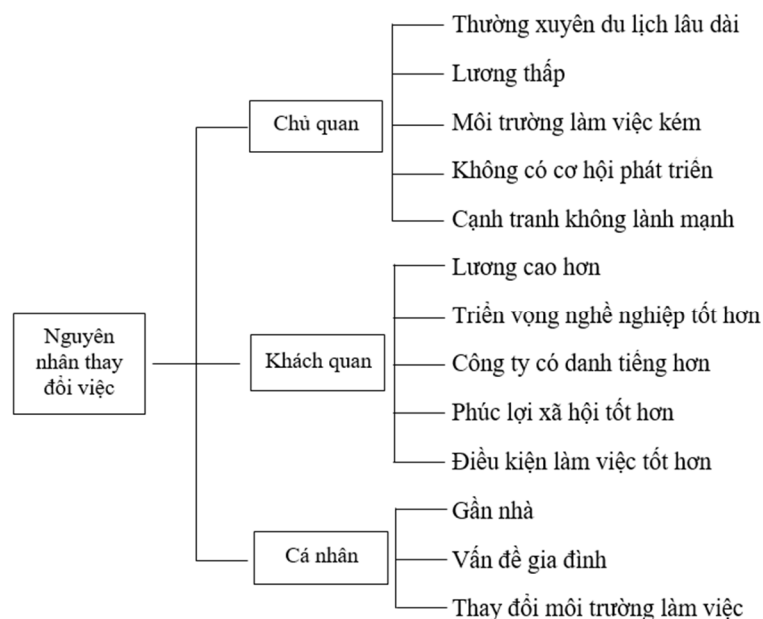 Nguyên
nhân thay
đổi việc
Chủ quan
Thường xuyên du lịch lâu dài
Lương thấp
Môi trường làm việc kém
Không có cơ hội phát triển
Cạnh tranh không lành mạnh
Khách quan
Lương cao hơn
Triển vọng nghề nghiệp tốt hơn
Công ty có danh tiếng hơn
Phúc lợi xã hội tốt hơn
Điều kiện làm việc tốt hơn
Cá nhân
Gần nhà
Vấn đề gia đình
Thay đổi môi trường làm việc